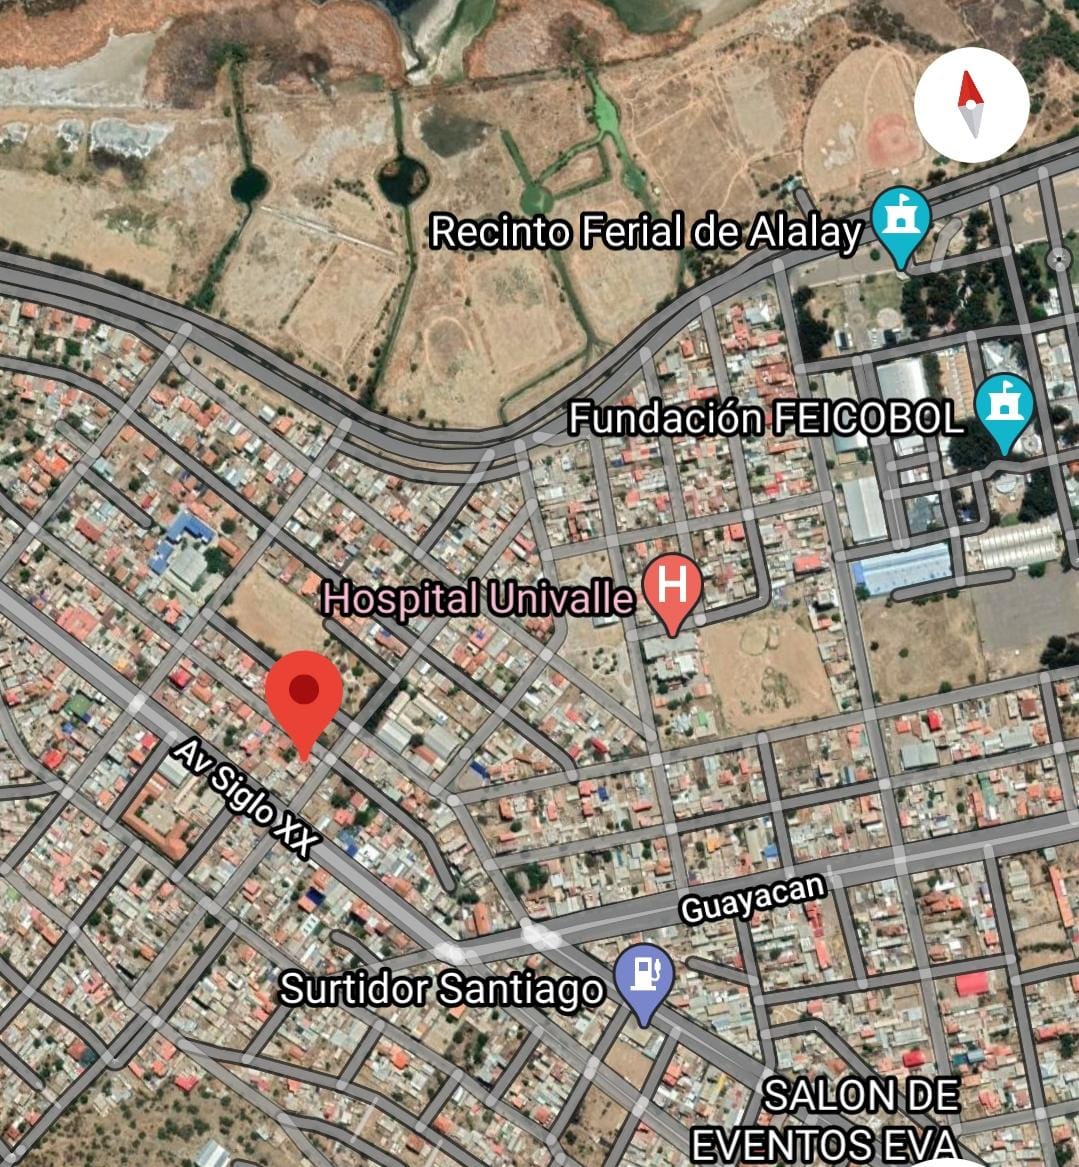 Recinto Ferial de Alalay
Fundación FEICOBOL
Hospital Univalle
H
Av Siglo XX
Guayacan
Surtidor Santiago
SALON DE
EVENTOS EVA